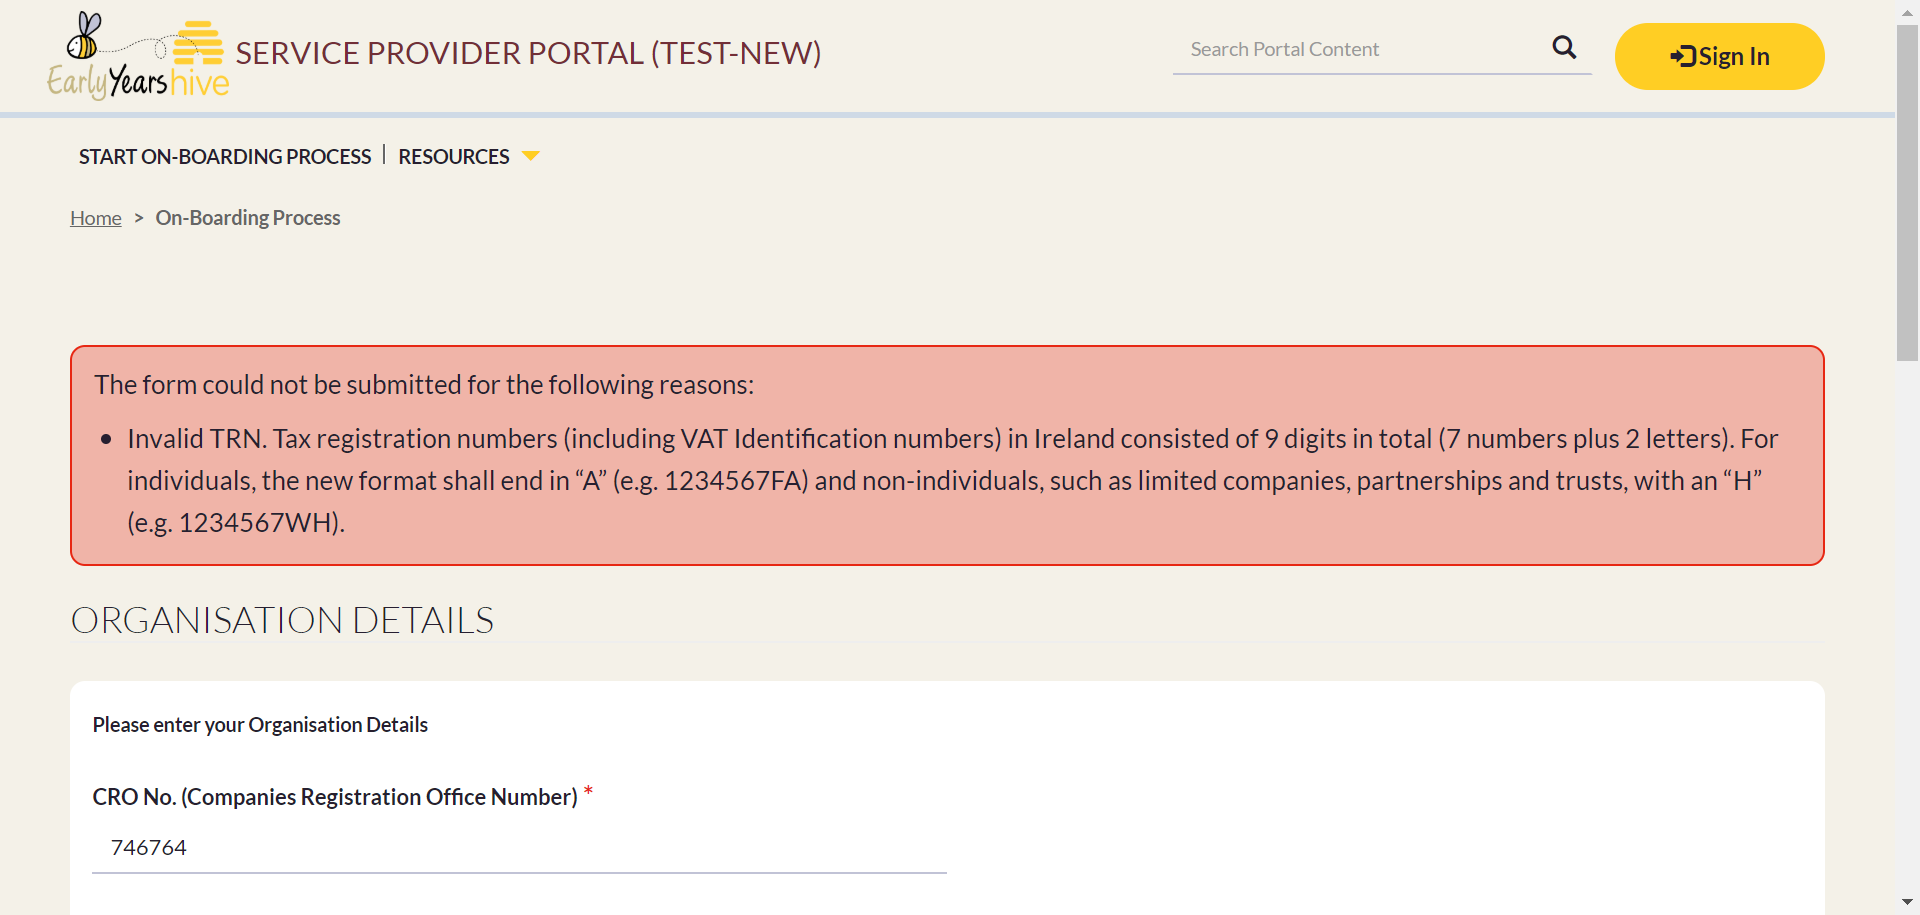 EarlyYearshive
SERVICE PROVIDER PORTAL (TEST-NEW)
Search Portal Content
Sign In
START ON-BOARDING PROCESS | RESOURCES
Home > On-Boarding Process
The form could not be submitted for the following reasons:
• Invalid TRN. Tax registration numbers (including VAT Identification numbers) in Ireland consisted of 9 digits in total (7 numbers plus 2 letters). For
individuals, the new format shall end in “A” (e.g. 1234567FA) and non-individuals, such as limited companies, partnerships and trusts, with an “H”
(e.g. 1234567WH).
ORGANISATION DETAILS
Please enter your Organisation Details
CRO No. (Companies Registration Office Number) *
746764